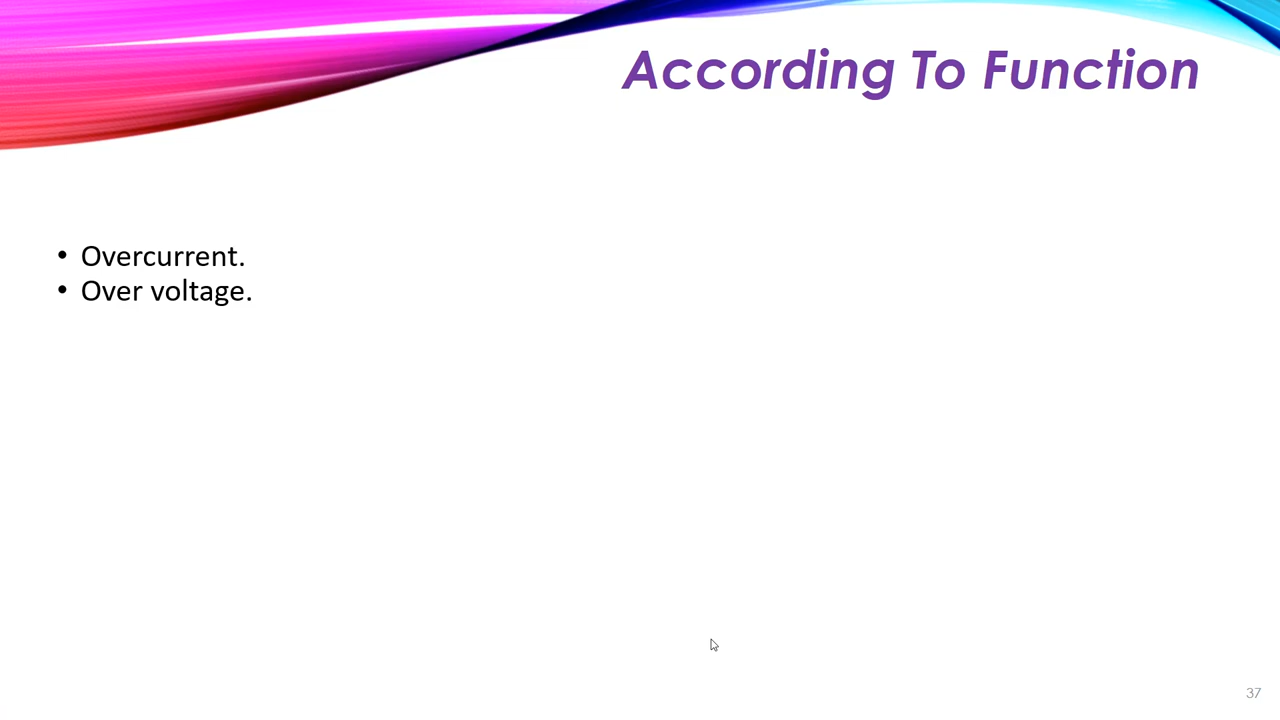 According To Function
• Overcurrent.
• Over voltage.
37